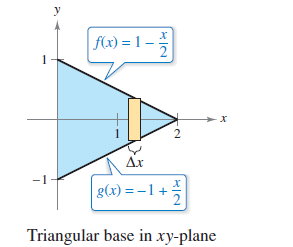 y
f(x) = 1 − x/2
1
x
1
2
Δx
−1
g(x) = −1 + x/2
Triangular base in xy-plane